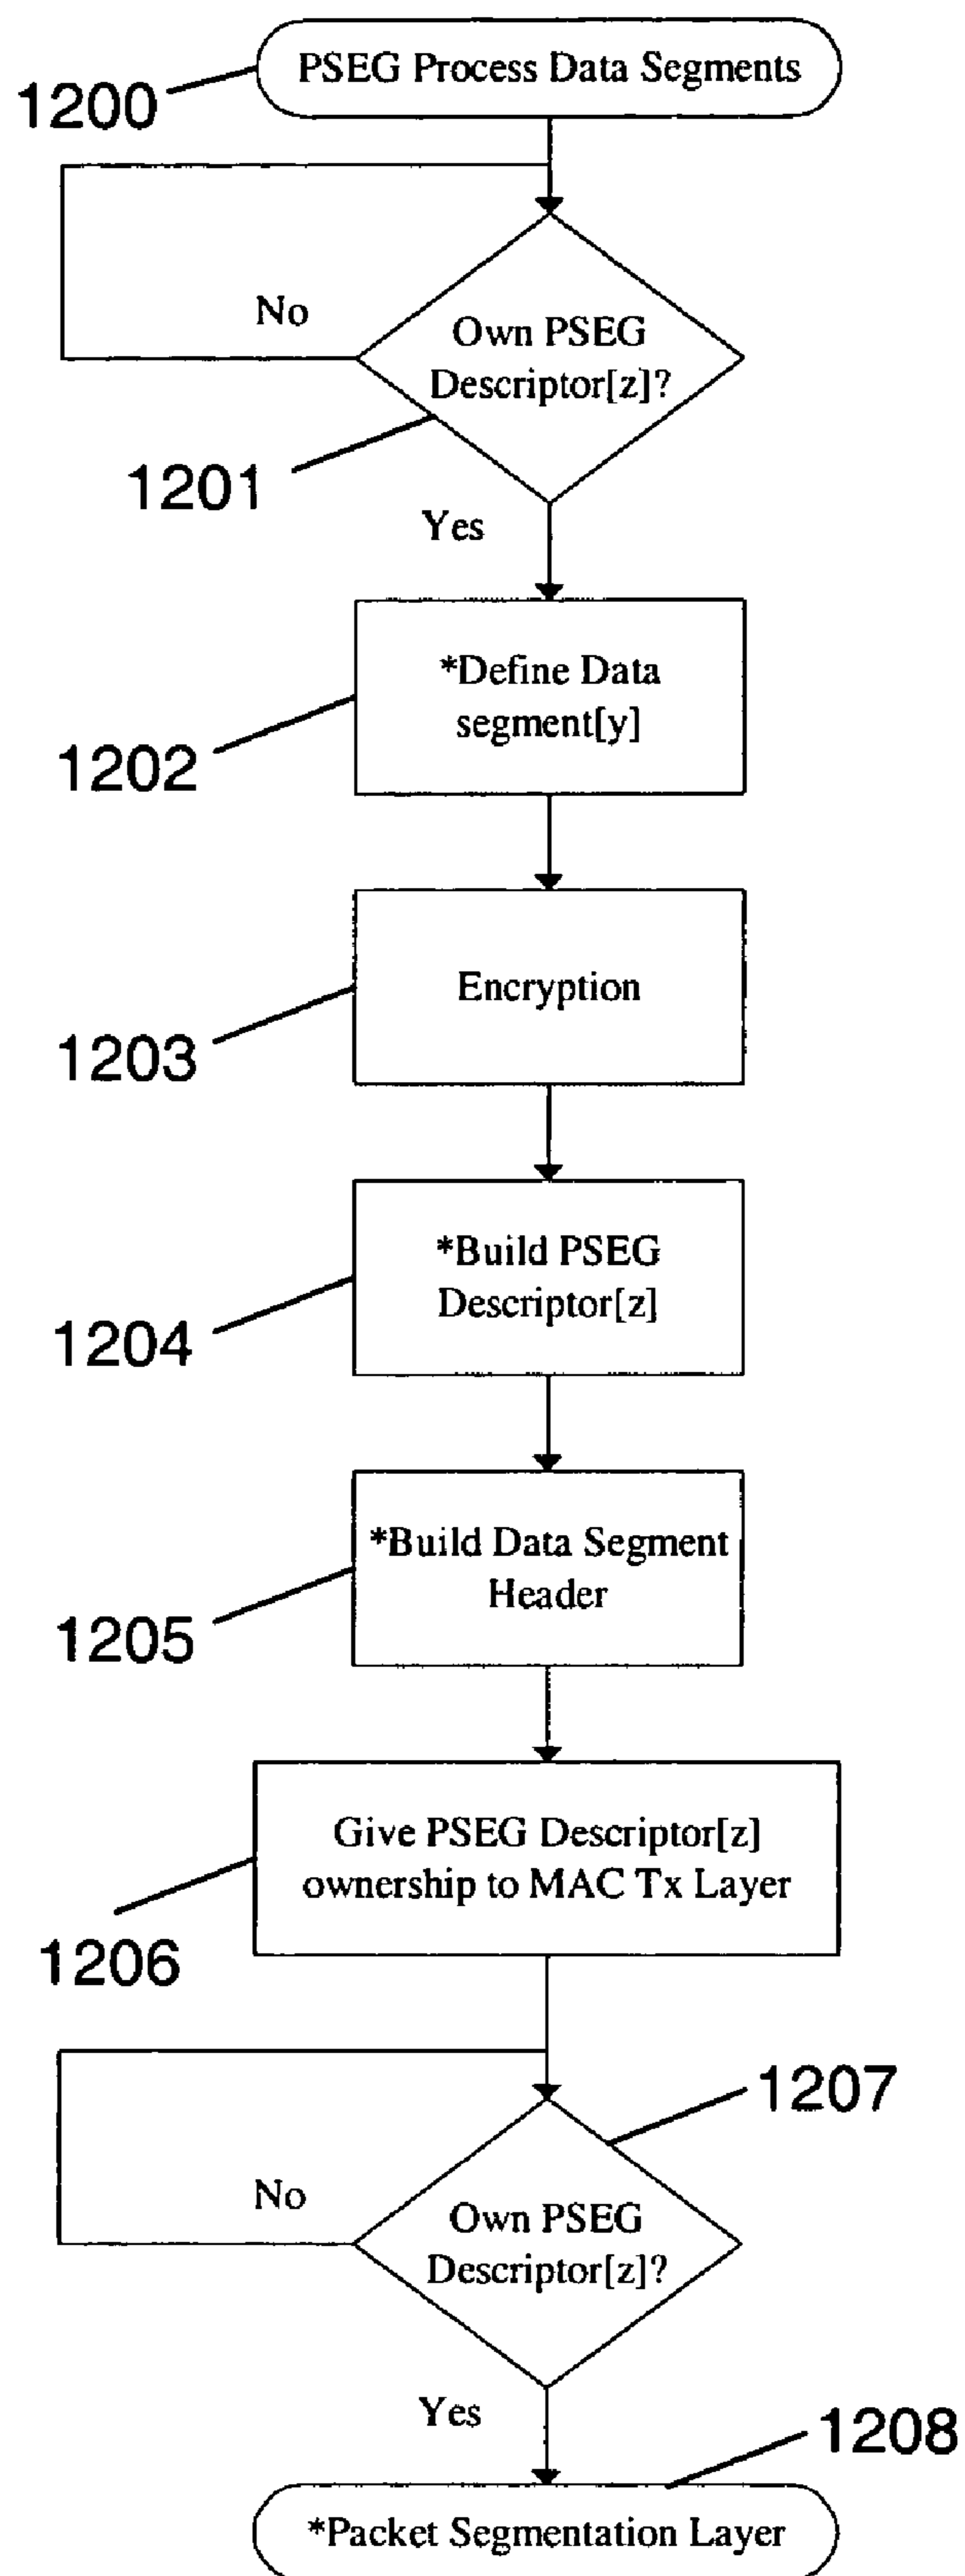 PSEG Process Data Segments
1200
No
Own PSEG
Descriptor[z]?
1201
Yes
*Define Data
segment[y]
1202
Encryption
1203
*Build PSEG
Descriptor[z]
1204
*Build Data Segment
Header
1205
Give PSEG Descriptor[z]
ownership to MAC Tx Layer
1206
1207
No
Own PSEG
Descriptor[z]?
Yes
1208
*Packet Segmentation Layer